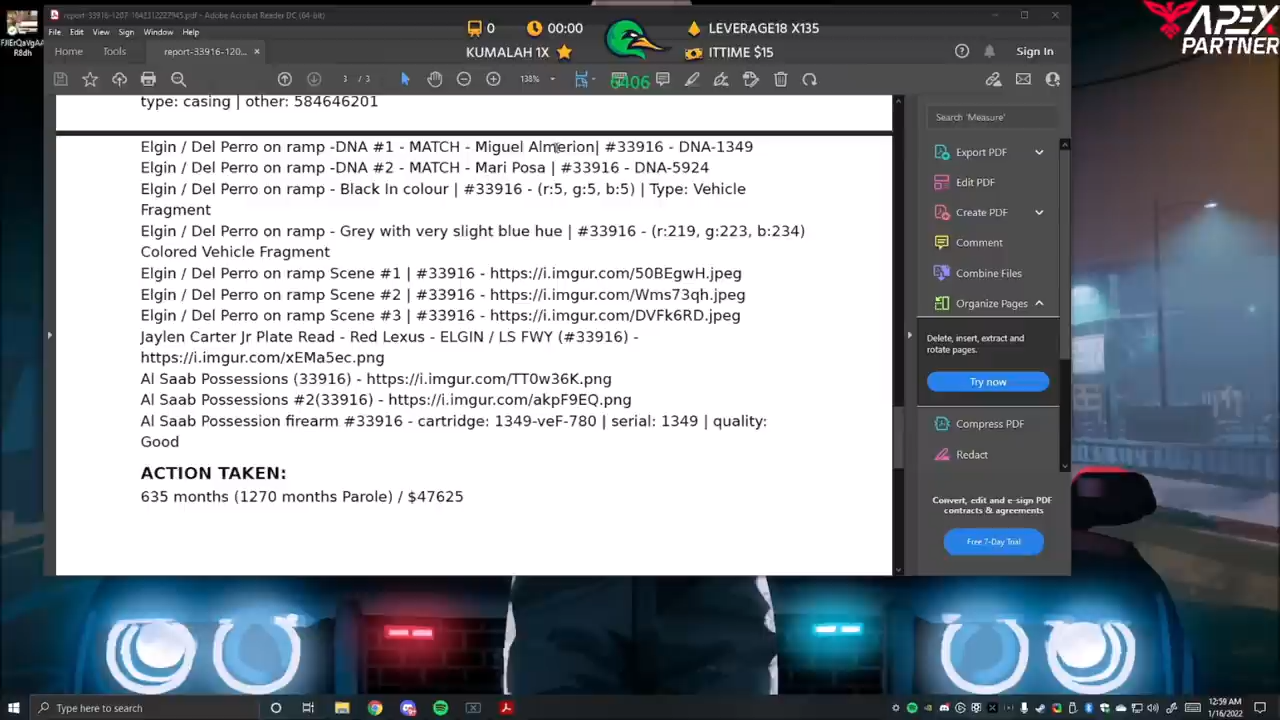 report-33916-1207-1642312227945.pdf - Adobe Acrobat Reader DC (64-bit)
File Edit View Sign Window Help
Home Tools report-33916-120... Sign In
0 00:00 LEVERAGE18 X135
KUMALAH 1X ITTIME $15
6406
APEX
PARTNER
R8dh
3 / 3 138%
type: casing | other: 584646201
Elgin / Del Perro on ramp -DNA #1 - MATCH - Miguel Almerion| #33916 - DNA-1349
Elgin / Del Perro on ramp -DNA #2 - MATCH - Mari Posa | #33916 - DNA-5924
Elgin / Del Perro on ramp - Black In colour | #33916 - (r:5, g:5, b:5) | Type: Vehicle
Fragment
Elgin / Del Perro on ramp - Grey with very slight blue hue | #33916 - (r:219, g:223, b:234)
Colored Vehicle Fragment
Elgin / Del Perro on ramp Scene #1 | #33916 - https://i.imgur.com/50BEgwH.jpeg
Elgin / Del Perro on ramp Scene #2 | #33916 - https://i.imgur.com/Wms73qh.jpeg
Elgin / Del Perro on ramp Scene #3 | #33916 - https://i.imgur.com/DVFk6RD.jpeg
Jaylen Carter Jr Plate Read - Red Lexus - ELGIN / LS FWY (#33916) -
https://i.imgur.com/xEMa5ec.png
Al Saab Possessions (33916) - https://i.imgur.com/TT0w36K.png
Al Saab Possessions #2(33916) - https://i.imgur.com/akpF9EQ.png
Al Saab Possession firearm #33916 - cartridge: 1349-veF-780 | serial: 1349 | quality:
Good
ACTION TAKEN:
635 months (1270 months Parole) / $47625
Search 'Measure'
Export PDF
Edit PDF
Create PDF
Comment
Combine Files
Organize Pages
Delete, insert, extract and
rotate pages.
Try now
Compress PDF
Redact
Convert, edit and e-sign PDF
contracts & agreements
Free 7-Day Trial
Type here to search
12:59 AM
1/16/2022